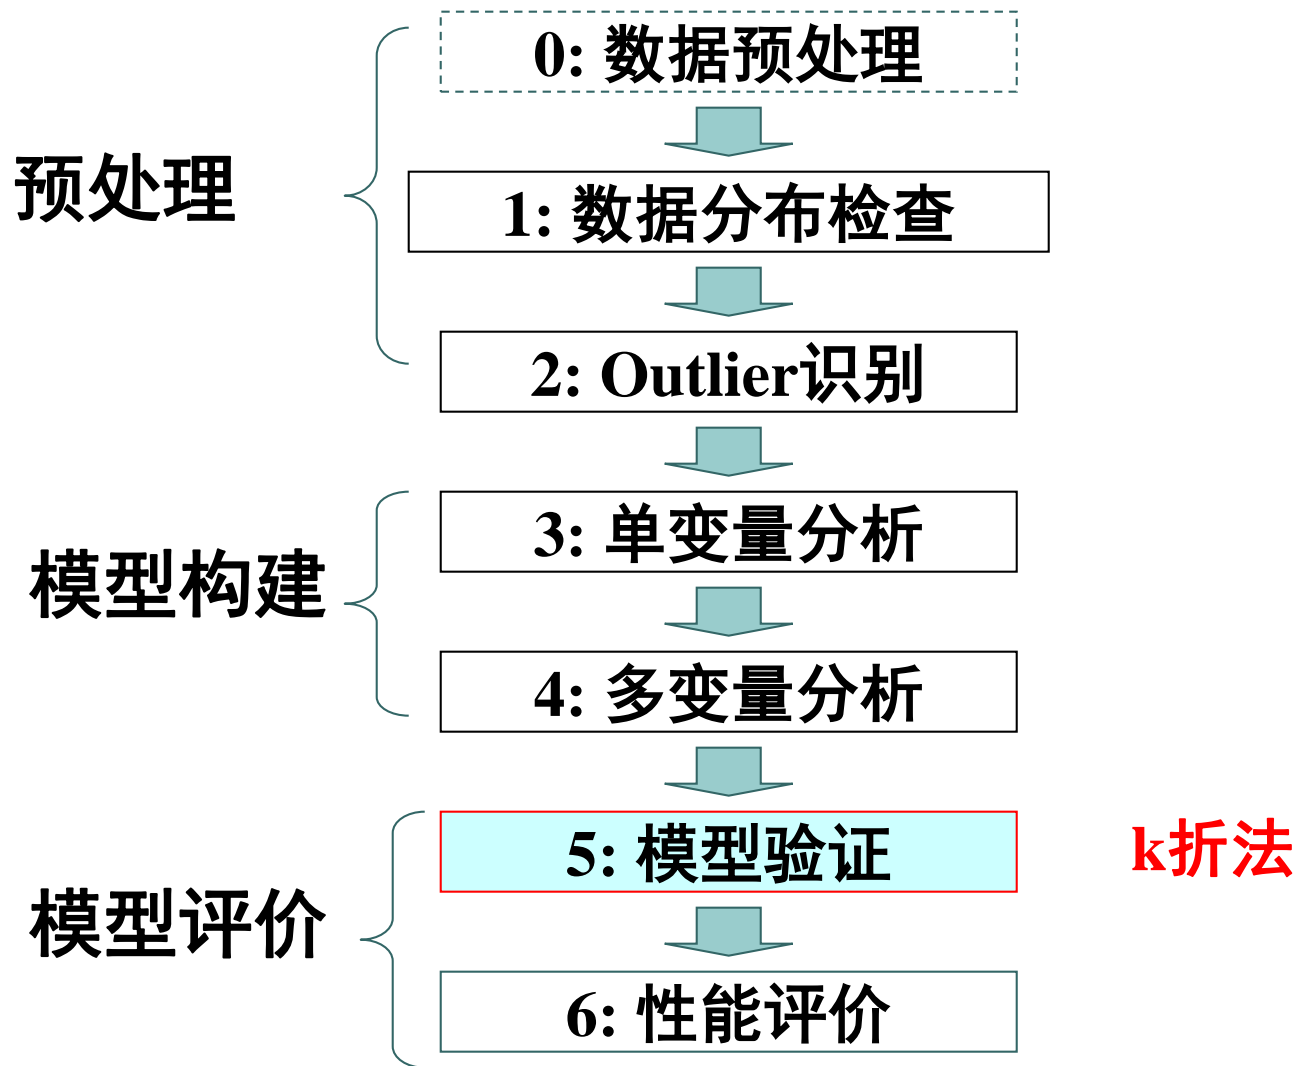 0: 数据预处理
预处理
1: 数据分布检查
2: Outlier识别
3: 单变量分析
模型构建
4: 多变量分析
5: 模型验证
k折法
模型评价
6: 性能评价